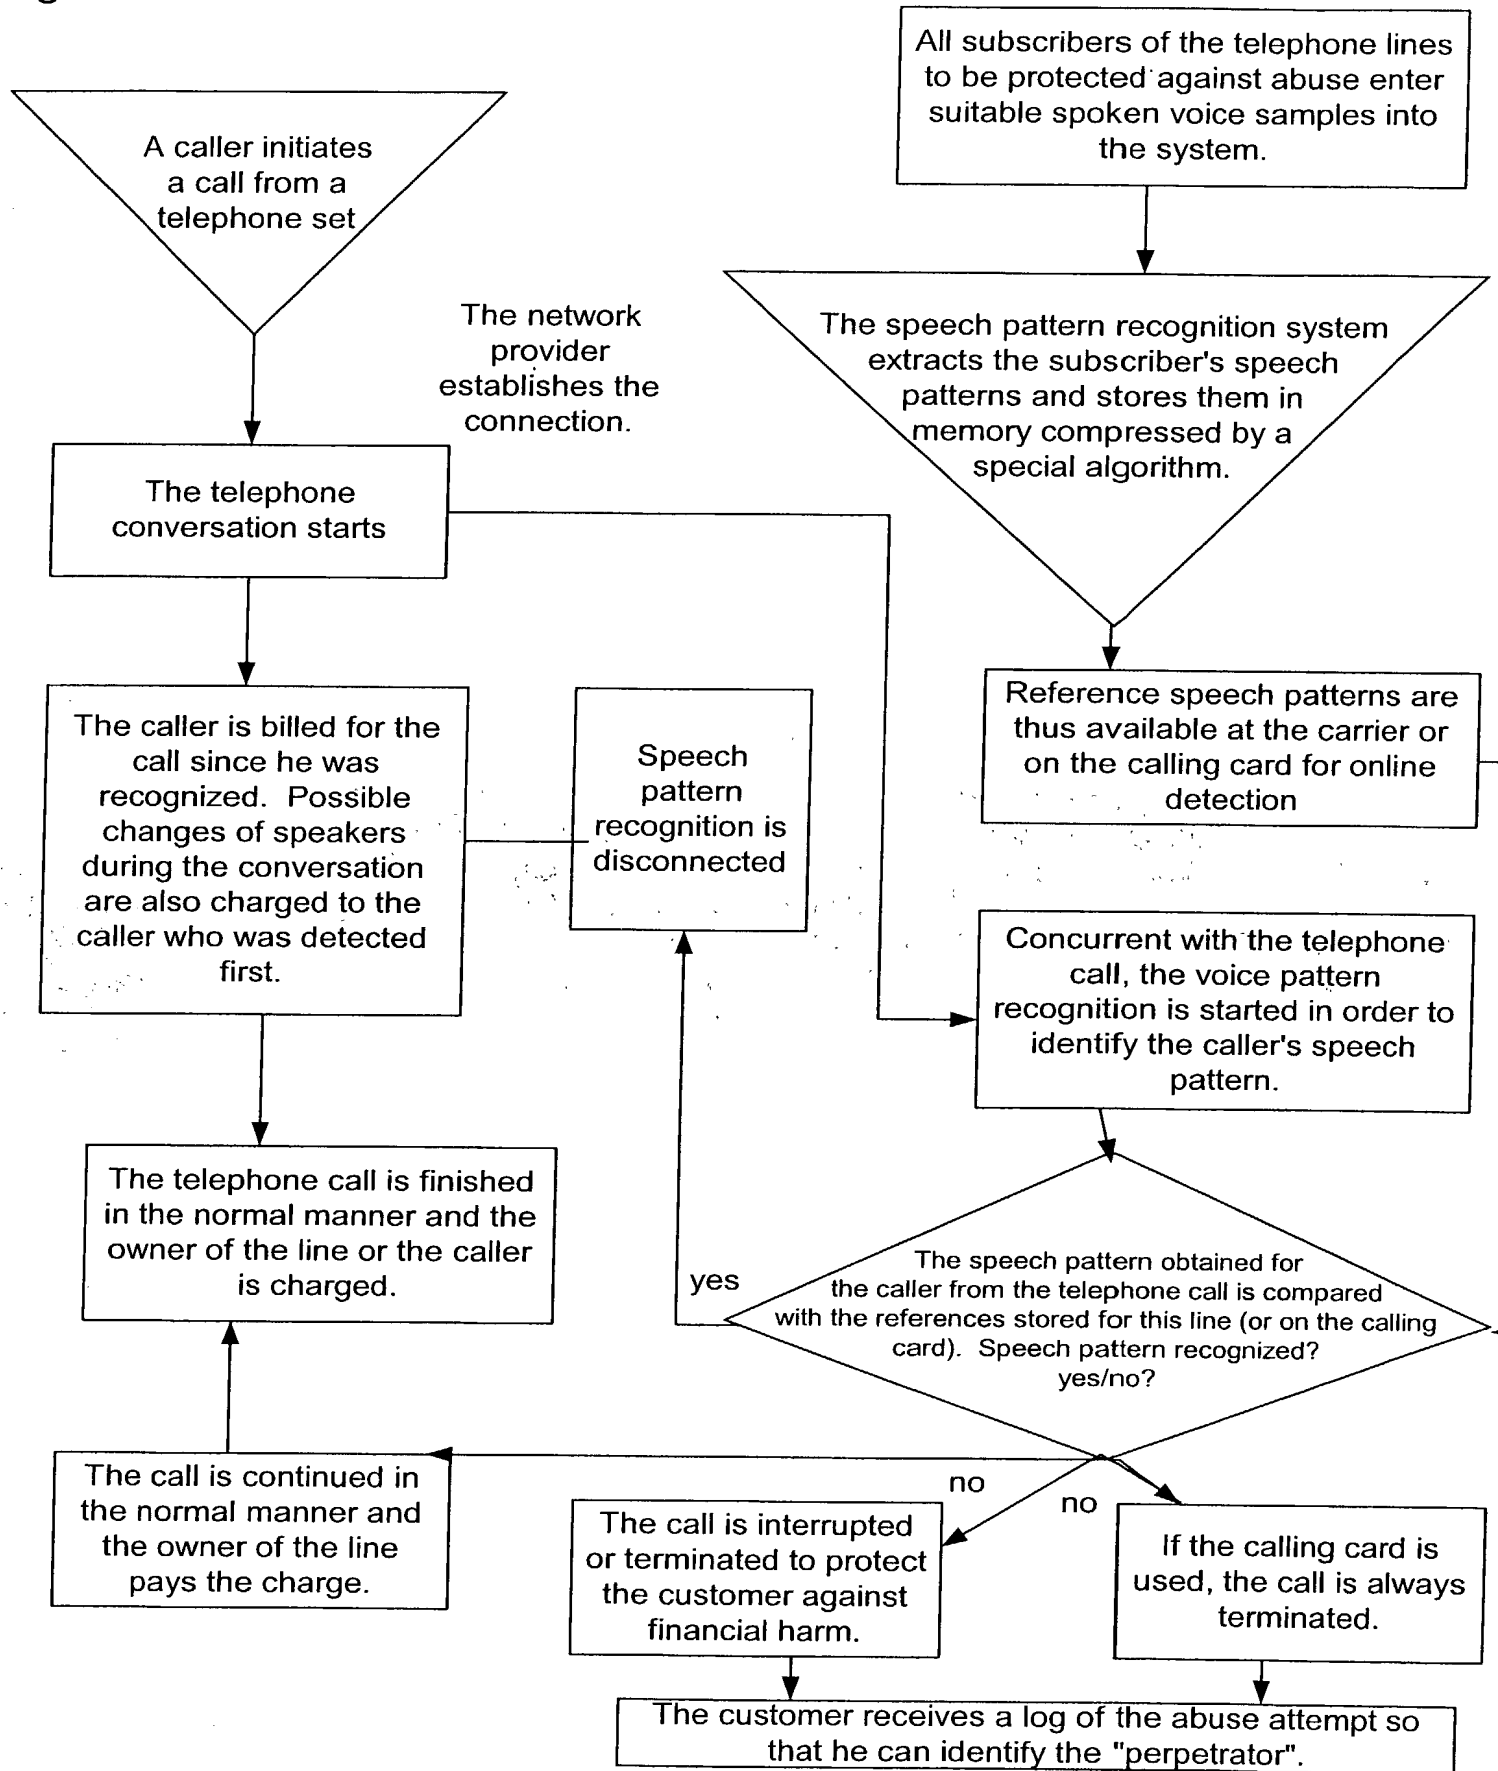 All subscribers of the telephone lines
to be protected against abuse enter
suitable spoken voice samples into
the system.
A caller initiates
a call from a
telephone set
The network
provider
establishes the
connection.
The speech pattern recognition system
extracts the subscriber's speech
patterns and stores them in
memory compressed by a
special algorithm.
The telephone
conversation starts
Reference speech patterns are
thus available at the carrier or
on the calling card for online
detection
The caller is billed for the
call since he was
recognized. Possible
changes of speakers
during the conversation
are also charged to the
caller who was detected
first.
Speech
pattern
recognition is
disconnected
Concurrent with the telephone
call, the voice pattern
recognition is started in order to
identify the caller's speech
pattern.
The telephone call is finished
in the normal manner and the
owner of the line or the caller
is charged.
yes
The speech pattern obtained for
the caller from the telephone call is compared
with the references stored for this line (or on the calling
card). Speech pattern recognized?
yes/no?
The call is continued in
the normal manner and
the owner of the line
pays the charge.
no
no
The call is interrupted
or terminated to protect
the customer against
financial harm.
If the calling card is
used, the call is always
terminated.
The customer receives a log of the abuse attempt so
that he can identify the "perpetrator".